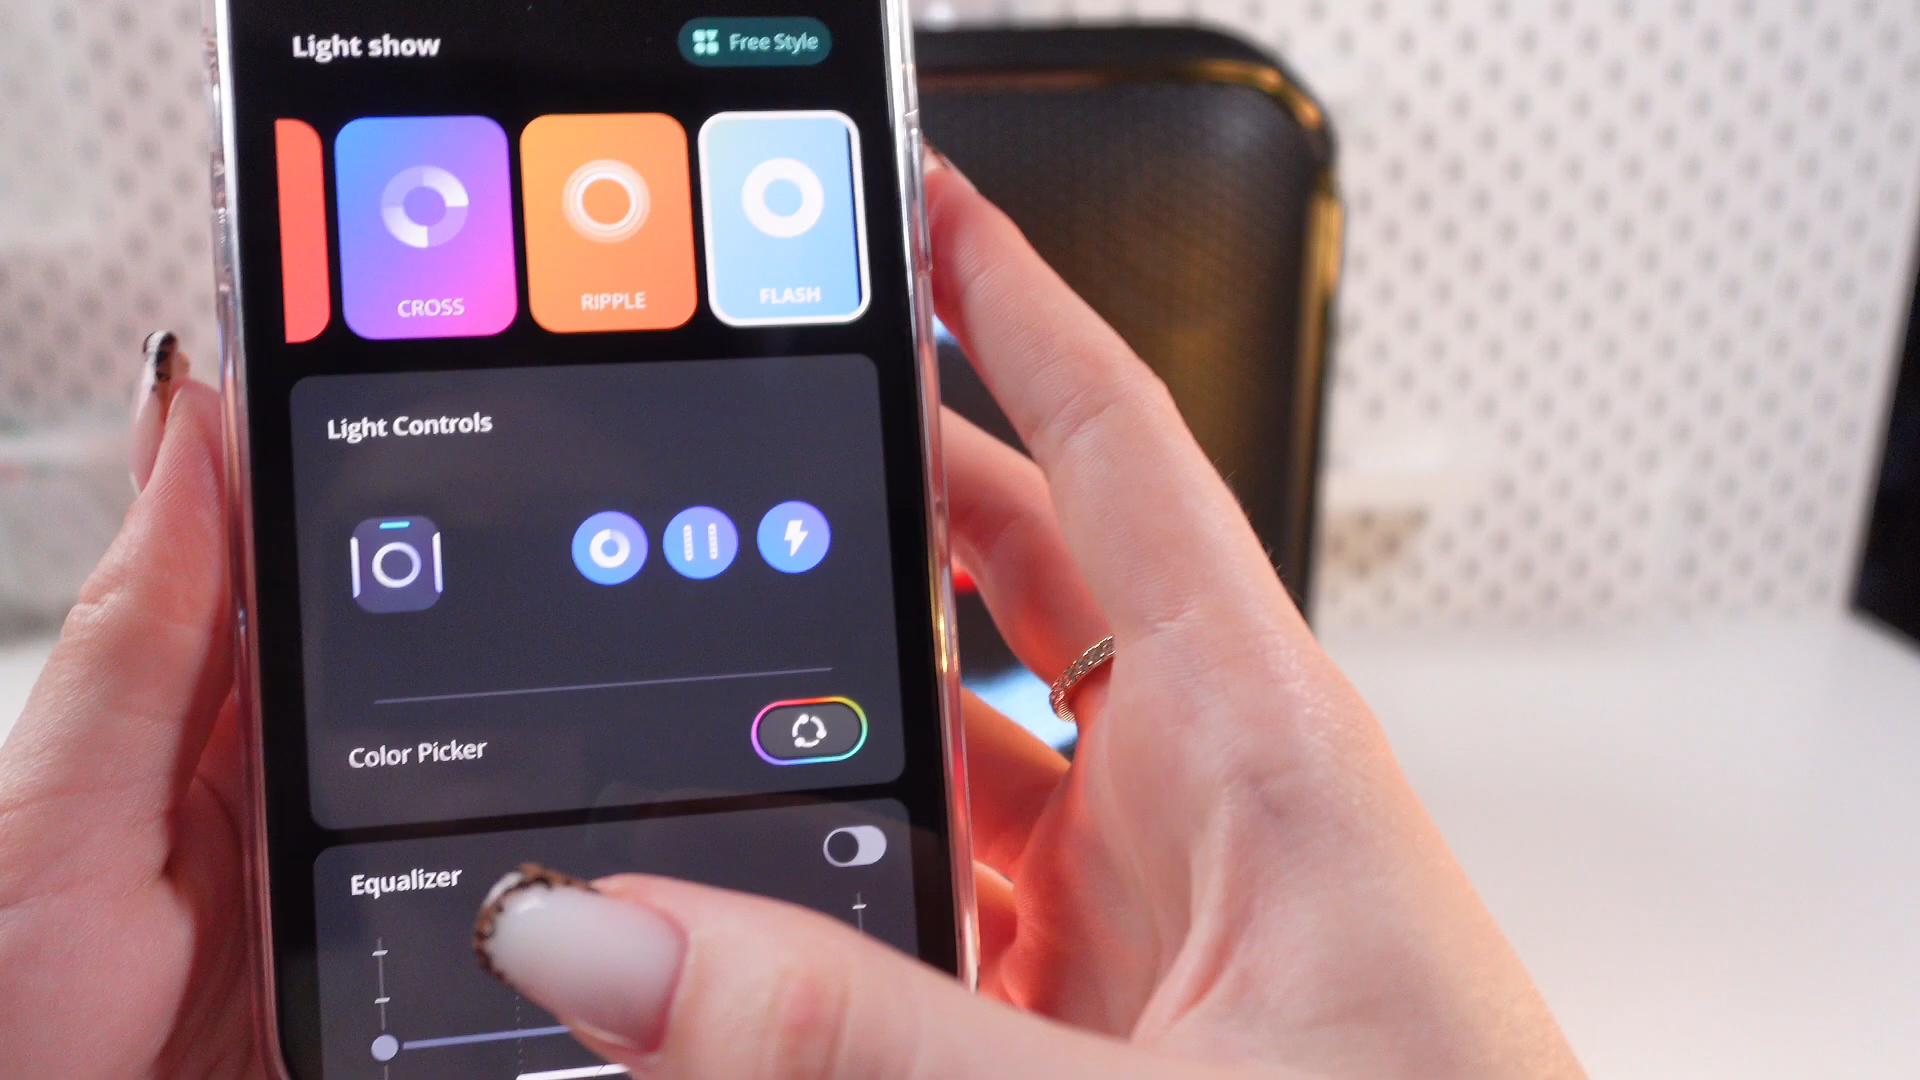 Light show
Free Style
CROSS
RIPPLE
FLASH
Light Controls
Color Picker
Equalizer